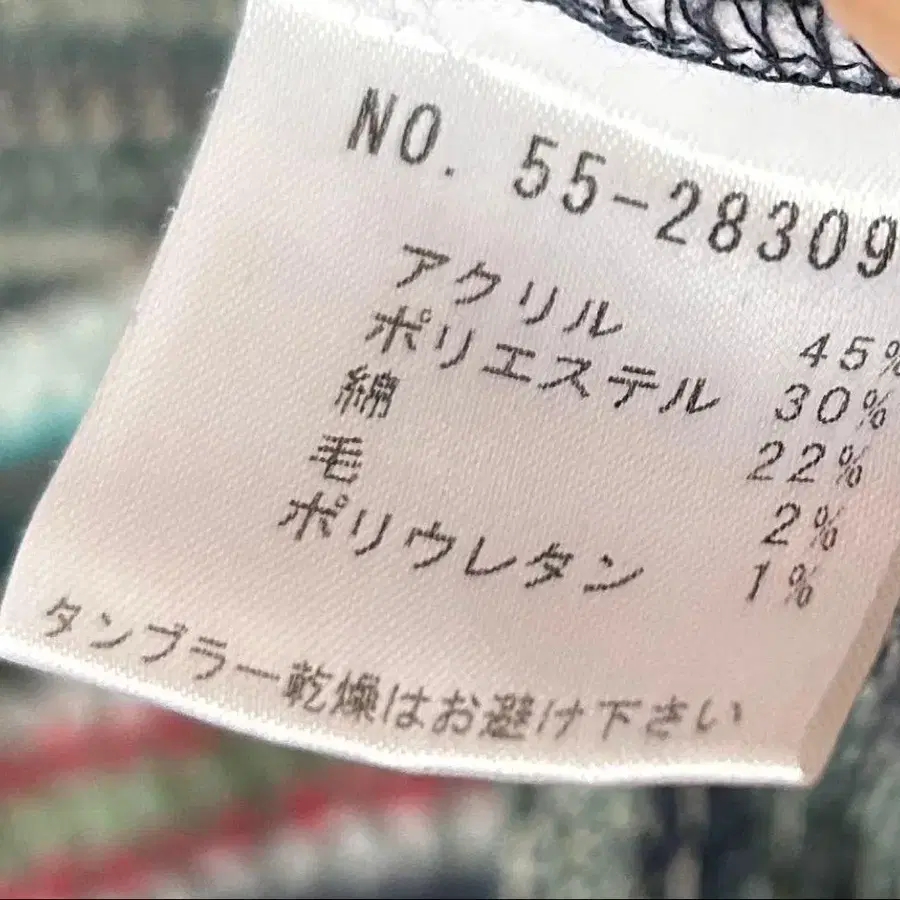 NO. 55-28309
アクリル 45%
ポリエステル 30%
綿 22%
毛 2%
ポリウレタン 1%
タンブラー乾燥はお避け下さい